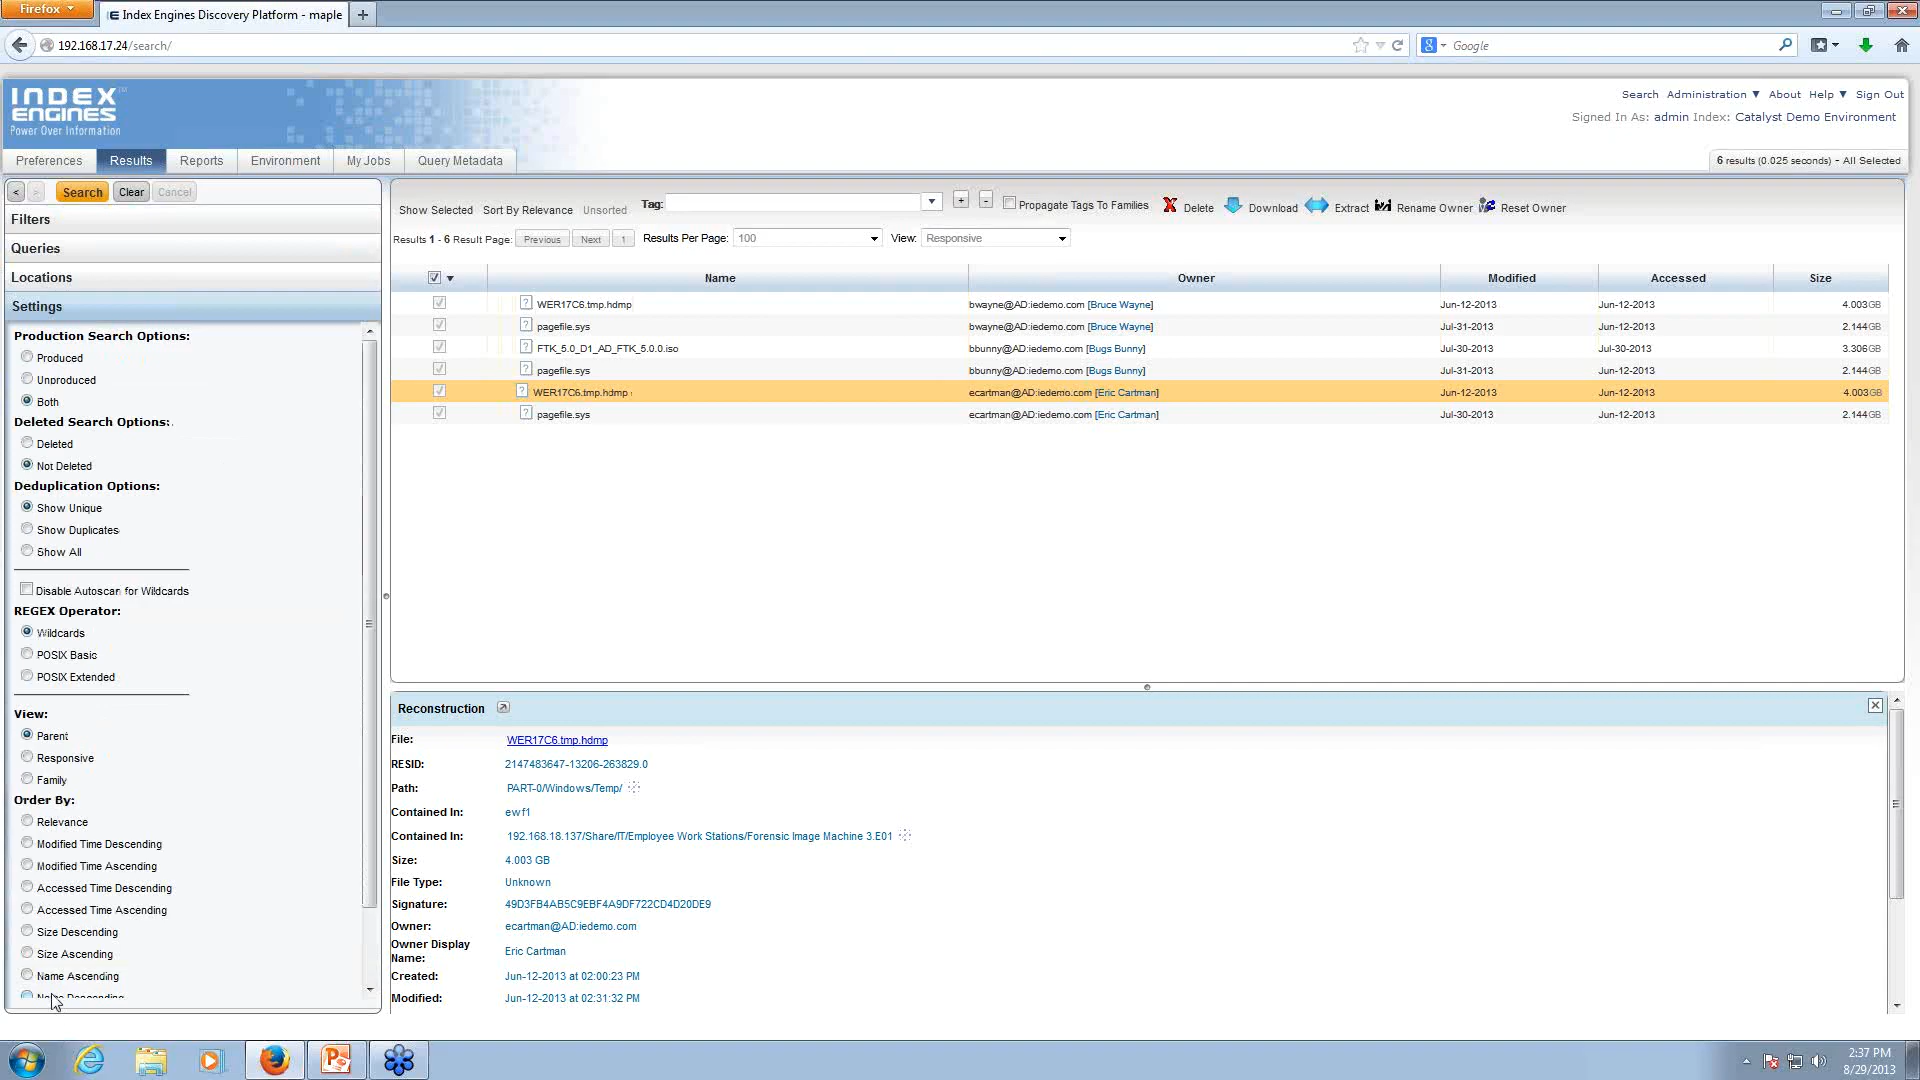 Firefox
Index Engines Discovery Platform - maple
192.168.17.24/search/
Google
INDEX
ENGINES
Power Over Information
Search Administration ▼ About Help ▼ Sign Out
Signed In As: admin Index: Catalyst Demo Environment
Preferences Results Reports Environment My Jobs Query Metadata
6 results (0.025 seconds) - All Selected
< > Search Clear Cancel
Filters
Queries
Locations
Settings
Production Search Options:
Produced
Unproduced
Both
Deleted Search Options:
Deleted
Not Deleted
Deduplication Options:
Show Unique
Show Duplicates
Show All
Disable Autoscan for Wildcards
REGEX Operator:
Wildcards
POSIX Basic
POSIX Extended
View:
Parent
Responsive
Family
Order By:
Relevance
Modified Time Descending
Modified Time Ascending
Accessed Time Descending
Accessed Time Ascending
Size Descending
Size Ascending
Name Ascending
Name Descending
Show Selected Sort By Relevance Unsorted Tag: + - Propagate Tags To Families Delete Download Extract Rename Owner Reset Owner
Results 1 - 6 Result Page: Previous Next 1 Results Per Page: 100 View: Responsive
Name Owner Modified Accessed Size
WER17C6.tmp.hdmp bwayne@AD:iedemo.com [Bruce Wayne] Jun-12-2013 Jun-12-2013 4.003GB
pagefile.sys bwayne@AD:iedemo.com [Bruce Wayne] Jul-31-2013 Jun-12-2013 2.144GB
FTK_5.0_D1_AD_FTK_5.0.0.iso bbunny@AD:iedemo.com [Bugs Bunny] Jul-30-2013 Jul-30-2013 3.306GB
pagefile.sys bbunny@AD:iedemo.com [Bugs Bunny] Jul-31-2013 Jun-12-2013 2.144GB
WER17C6.tmp.hdmp ecartman@AD:iedemo.com [Eric Cartman] Jun-12-2013 Jun-12-2013 4.003GB
pagefile.sys ecartman@AD:iedemo.com [Eric Cartman] Jul-30-2013 Jun-12-2013 2.144GB
Reconstruction
File: WER17C6.tmp.hdmp
RESID: 2147483647-13206-263829.0
Path: PART-0/Windows/Temp/
Contained In: ewf1
Contained In: 192.168.18.137/Share/IT/Employee Work Stations/Forensic Image Machine 3.E01
Size: 4.003 GB
File Type: Unknown
Signature: 49D3FB4AB5C9EBF4A9DF722CD4D20DE9
Owner: ecartman@AD:iedemo.com
Owner Display
Name: Eric Cartman
Created: Jun-12-2013 at 02:00:23 PM
Modified: Jun-12-2013 at 02:31:32 PM
2:37 PM
8/29/2013